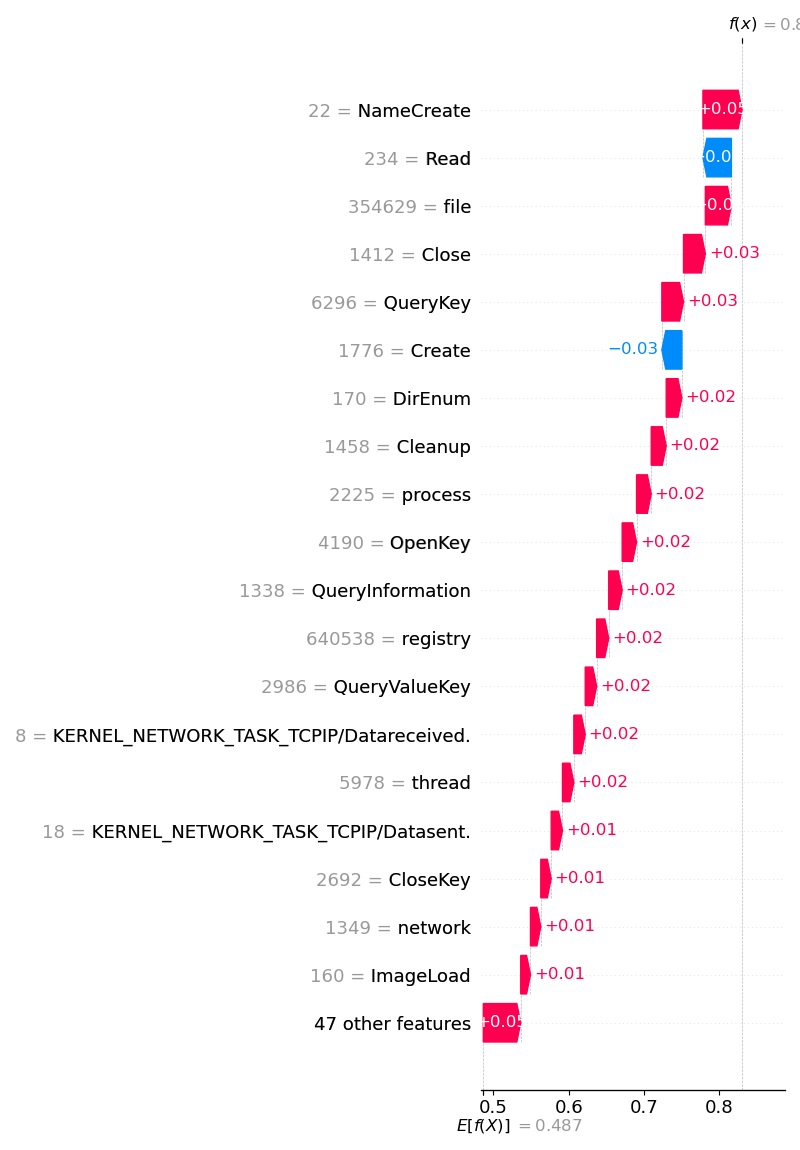 f(x) = 0.8
22 = NameCreate
+0.05
234 = Read
354629 = file
1412 = Close
+0.03
6296 = QueryKey
+0.03
1776 = Create
−0.03
170 = DirEnum
+0.02
1458 = Cleanup
+0.02
2225 = process
+0.02
4190 = OpenKey
+0.02
1338 = QueryInformation
+0.02
640538 = registry
+0.02
2986 = QueryValueKey
+0.02
8 = KERNEL_NETWORK_TASK_TCPIP/Datareceived.
+0.02
5978 = thread
+0.02
18 = KERNEL_NETWORK_TASK_TCPIP/Datasent.
+0.01
2692 = CloseKey
+0.01
1349 = network
+0.01
160 = ImageLoad
+0.01
47 other features
+0.05
0.5 0.6 0.7 0.8
E[f(X)] = 0.487